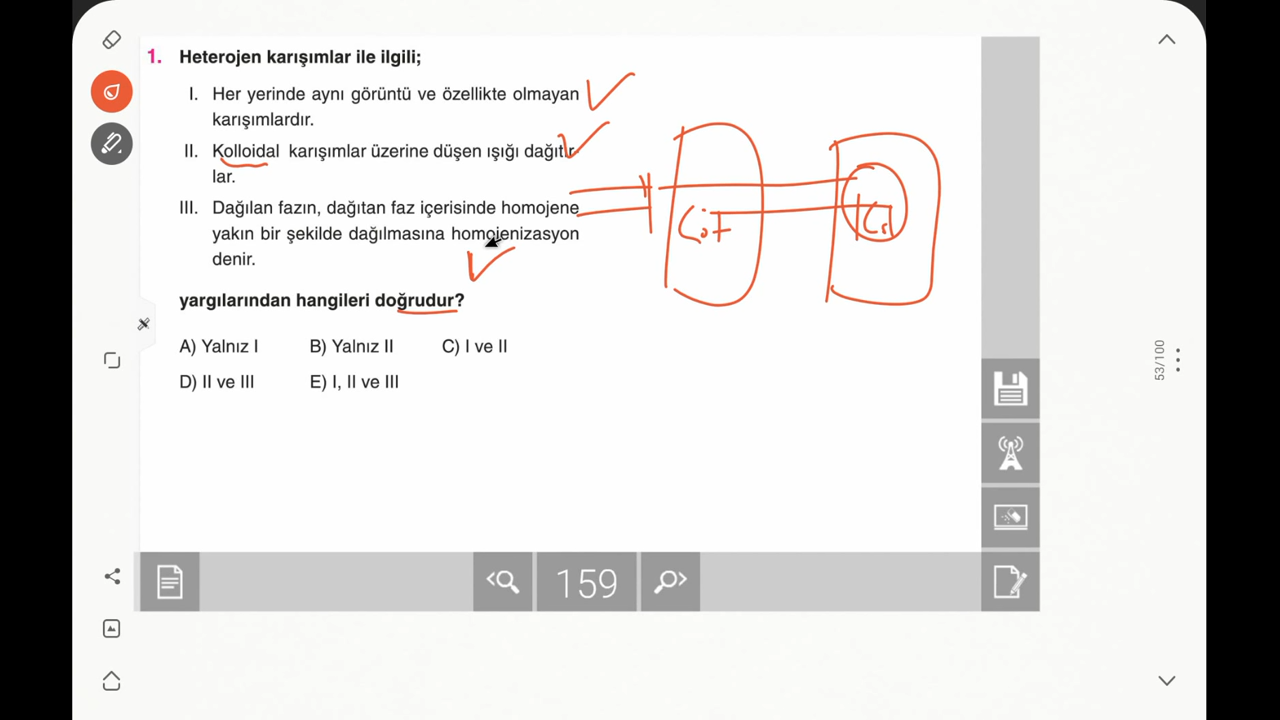 1. Heterojen karışımlar ile ilgili;
I. Her yerinde aynı görüntü ve özellikte olmayan
karışımlardır.
II. Kolloidal karışımlar üzerine düşen ışığı dağıtır-
lar.
III. Dağılan fazın, dağıtan faz içerisinde homojene
yakın bir şekilde dağılmasına homojenizasyon
denir.
yargılarından hangileri doğrudur?
A) Yalnız I B) Yalnız II C) I ve II
D) II ve III E) I, II ve III
53/100
159